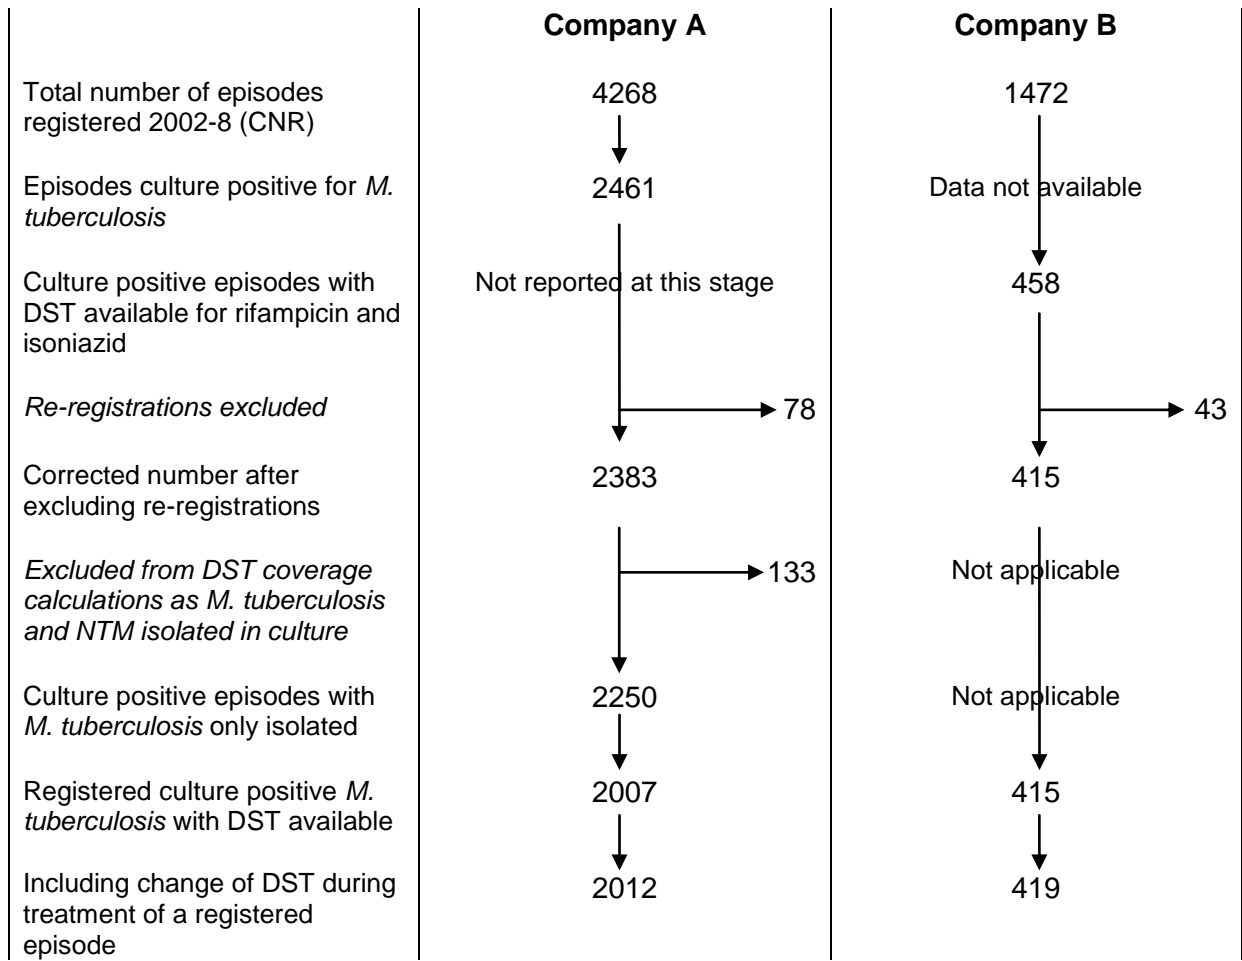 Company A
Company B
Total number of episodes
registered 2002-8 (CNR)
4268
1472
Episodes culture positive for M.
tuberculosis
2461
Data not available
Culture positive episodes with
DST available for rifampicin and
isoniazid
Not reported at this stage
458
Re-registrations excluded
78
43
Corrected number after
excluding re-registrations
2383
415
Excluded from DST coverage
calculations as M. tuberculosis
and NTM isolated in culture
133
Not applicable
Culture positive episodes with
M. tuberculosis only isolated
2250
Not applicable
Registered culture positive M.
tuberculosis with DST available
2007
415
Including change of DST during
treatment of a registered
episode
2012
419